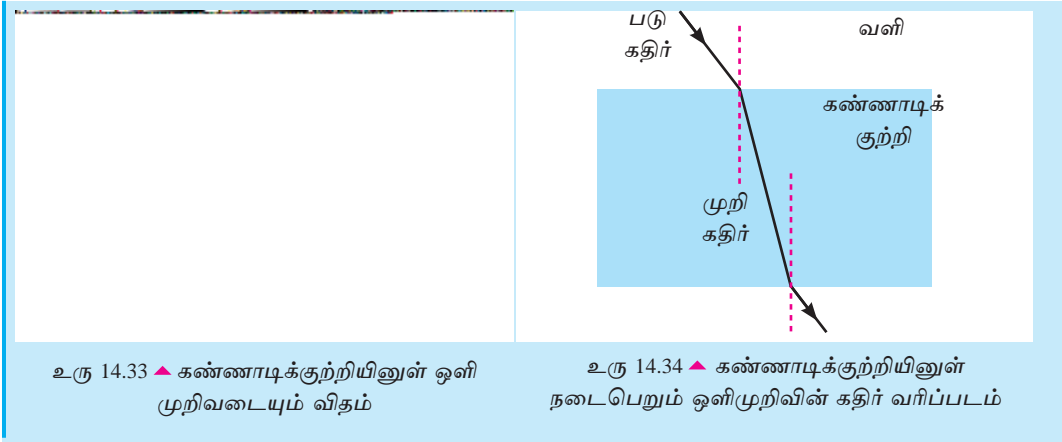 படு
கதிர்
வளி
கண்ணாடிக்
குற்றி
முறி
கதிர்
உரு 14.33 ▲ கண்ணாடிக்குற்றியினுள் ஒளி
முறிவடையும் விதம்
உரு 14.34 ▲ கண்ணாடிக்குற்றியினுள்
நடைபெறும் ஒளிமுறிவின் கதிர் வரிப்படம்